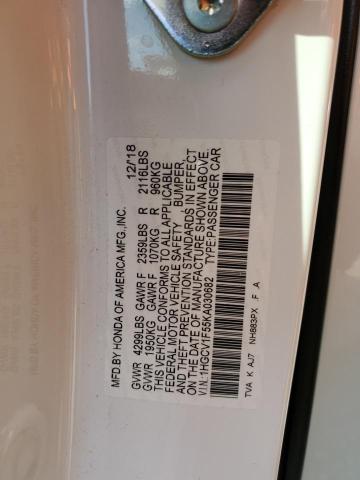 MFD.BY HONDA OF AMERICA MFG.,INC. 12/'18
GVWR 4299LBS GAWR F 2359LBS R 2116LBS
GVWR 1950KG GAWR F 1070KG R 960KG
THIS VEHICLE CONFORMS TO ALL APPLICABLE
FEDERAL MOTOR VEHICLE SAFETY , BUMPER,
AND THEFT PREVENTION STANDARDS IN EFFECT
ON THE DATE OF MANUFACTURE SHOWN ABOVE.
V.I.N. 1HGCV1F55KA030682 TYPE:PASSENGER CAR
TVA K AJ7 NH883PX F A